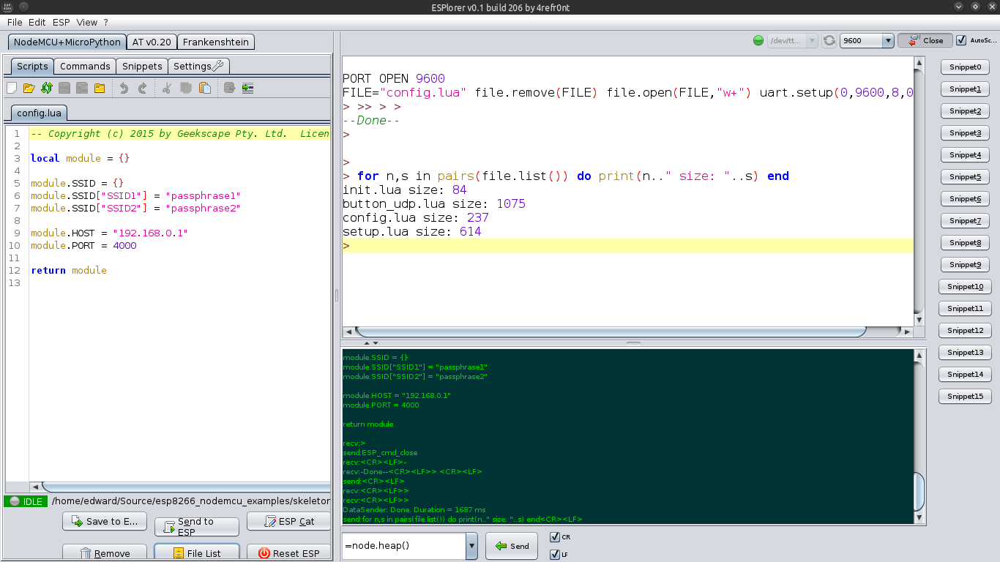 ESPlorer v0.1 build 206 by 4refr0nt
File Edit ESP View ?
NodeMCU+MicroPython AT v0.20 Frankenshtein
Scripts Commands Snippets Settings
config.lua
1 -- Copyright (c) 2015 by Geekscape Pty. Ltd.  Licen
2
3 local module = {}
4
5 module.SSID = {}
6 module.SSID["SSID1"] = "passphrase1"
7 module.SSID["SSID2"] = "passphrase2"
8
9 module.HOST = "192.168.0.1"
10 module.PORT = 4000
11
12 return module
13
IDLE /home/edward/Source/esp8266_nodemcu_examples/skeletor
Save to E... Send to ESP ESP Cat
Remove File List Reset ESP
/dev/tt... 9600 Close AutoSc...
PORT OPEN 9600
FILE="config.lua" file.remove(FILE) file.open(FILE,"w+") uart.setup(0,9600,8,0
> >> > >
--Done--
>
>
> for n,s in pairs(file.list()) do print(n.." size: "..s) end
init.lua size: 84
button_udp.lua size: 1075
config.lua size: 237
setup.lua size: 614
>
module.SSID = {}
module.SSID["SSID1"] = "passphrase1"
module.SSID["SSID2"] = "passphrase2"
module.HOST = "192.168.0.1"
module.PORT = 4000
return module
recv:>
send:ESP_cmd_close
recv:<CR><LF>-
recv:-Done--<CR><LF>> <CR><LF>
send:<CR><LF>
recv:<CR><LF>>
recv:<CR><LF>>
DataSender: Done. Duration = 1687 ms
send:for n,s in pairs(file.list()) do print(n.." size: "..s) end<CR><LF>
=node.heap() Send CR
LF
Snippet0
Snippet1
Snippet2
Snippet3
Snippet4
Snippet5
Snippet6
Snippet7
Snippet8
Snippet9
Snippet10
Snippet11
Snippet12
Snippet13
Snippet14
Snippet15